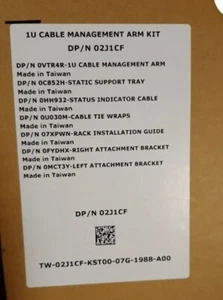 1U CABLE MANAGEMENT ARM KIT
DP/N 02J1CF
DP/N 0VTR4R-1U CABLE MANAGEMENT ARM
Made in Taiwan
DP/N 0C852H-STATIC SUPPORT TRAY
Made in Taiwan
DP/N 0HH932-STATUS INDICATOR CABLE
Made in Taiwan
DP/N 0U030M-CABLE TIE WRAPS
Made in Taiwan
DP/N 07XPWN-RACK INSTALLATION GUIDE
Made in Taiwan
DP/N 0FYDHX-RIGHT ATTACHMENT BRACKET
Made in Taiwan
DP/N 0MCT3Y-LEFT ATTACHMENT BRACKET
Made in Taiwan
DP/N 02J1CF
TW-02J1CF-KST00-07G-1988-A00